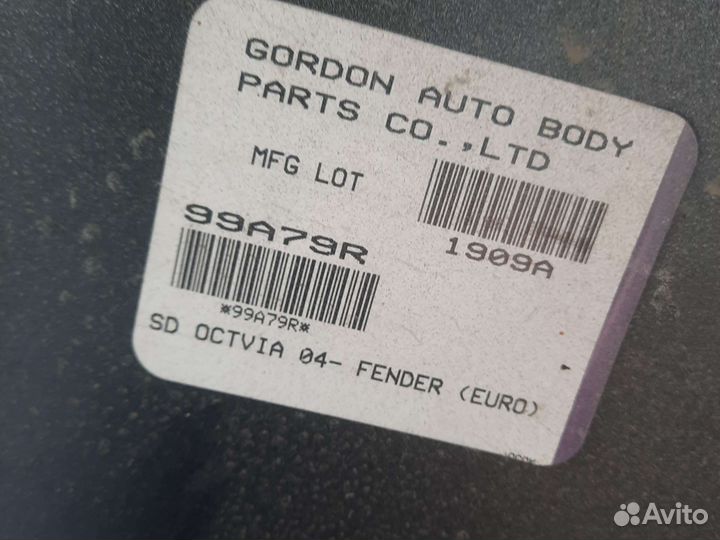 GORDON AUTO BODY
PARTS CO.,LTD
MFG LOT
1909A
99A79R
*99A79R*
SD OCTVIA 04- FENDER (EURO)
Avito